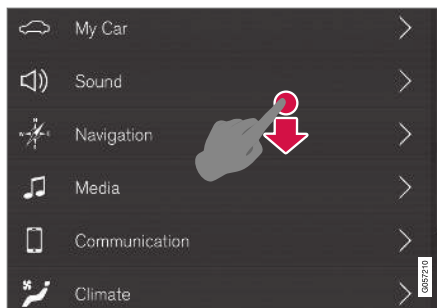 My Car
Sound
Navigation
Media
Communication
Climate
G057210